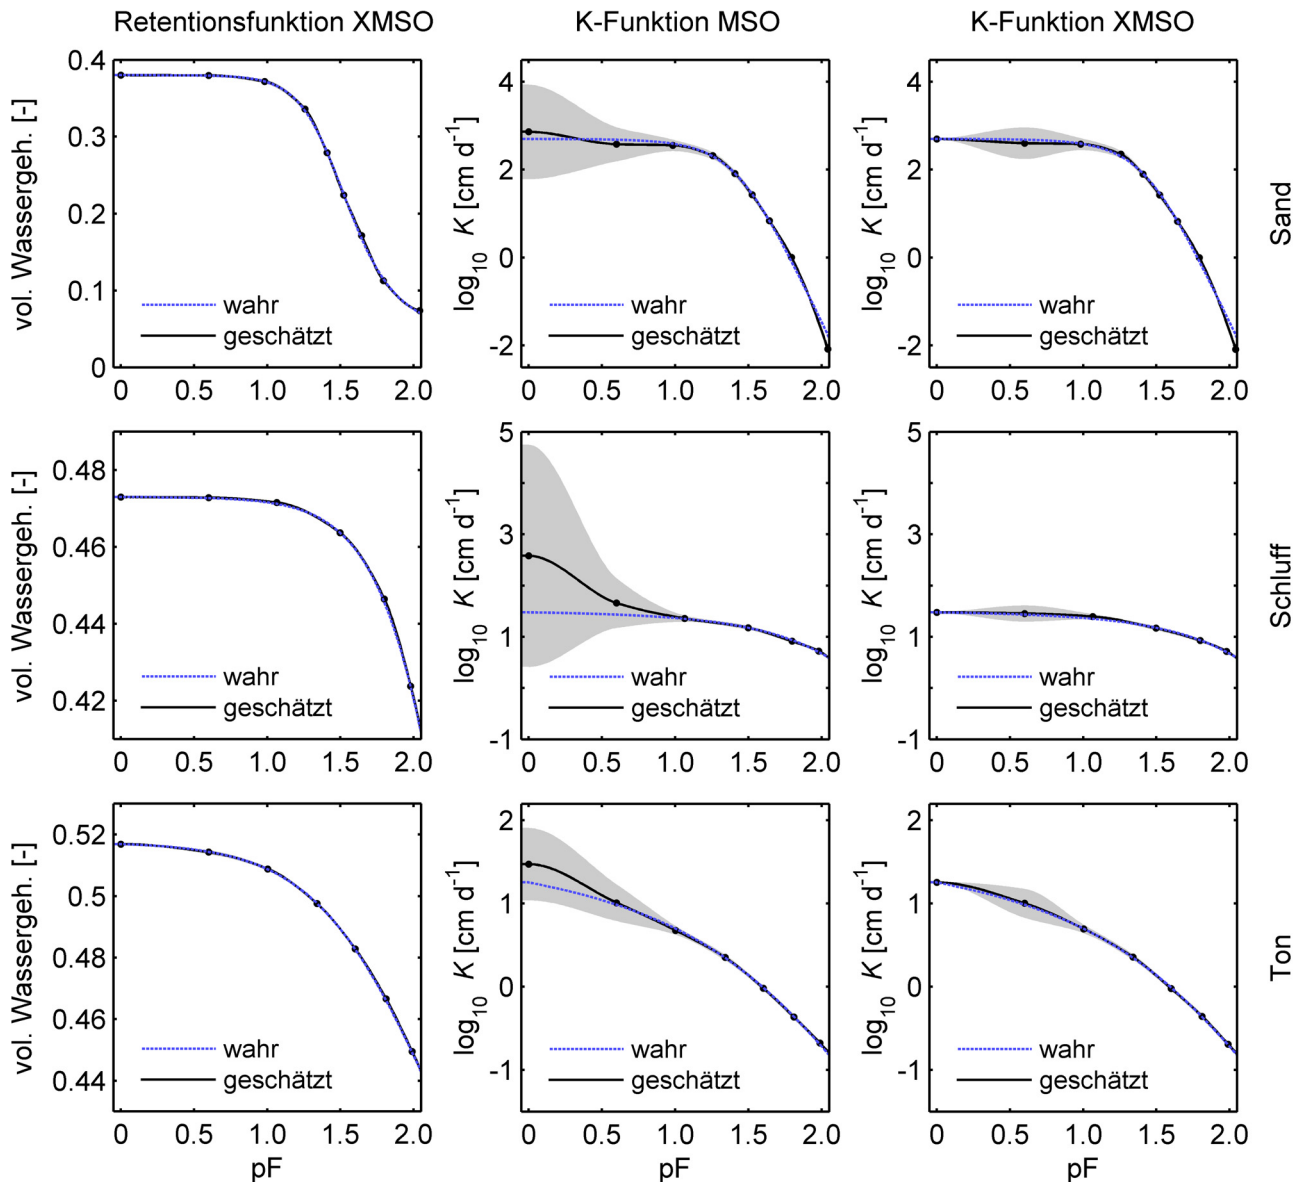 Retentionsfunktion XMSO
K-Funktion MSO
K-Funktion XMSO
vol. Wassergeh. [-]
0.4
0.3
0.2
0.1
0
wahr
geschätzt
0 0.5 1.0 1.5 2.0
log10 K [cm d-1]
4
2
0
-2
wahr
geschätzt
0 0.5 1.0 1.5 2.0
log10 K [cm d-1]
4
2
0
-2
wahr
geschätzt
0 0.5 1.0 1.5 2.0
Sand
vol. Wassergeh. [-]
0.48
0.46
0.44
0.42
wahr
geschätzt
0 0.5 1.0 1.5 2.0
log10 K [cm d-1]
5
3
1
-1
wahr
geschätzt
0 0.5 1.0 1.5 2.0
log10 K [cm d-1]
5
3
1
-1
wahr
geschätzt
0 0.5 1.0 1.5 2.0
Schluff
vol. Wassergeh. [-]
0.52
0.5
0.48
0.46
0.44
wahr
geschätzt
0 0.5 1.0 1.5 2.0
pF
log10 K [cm d-1]
2
1
0
-1
wahr
geschätzt
0 0.5 1.0 1.5 2.0
pF
log10 K [cm d-1]
2
1
0
-1
wahr
geschätzt
0 0.5 1.0 1.5 2.0
pF
Ton